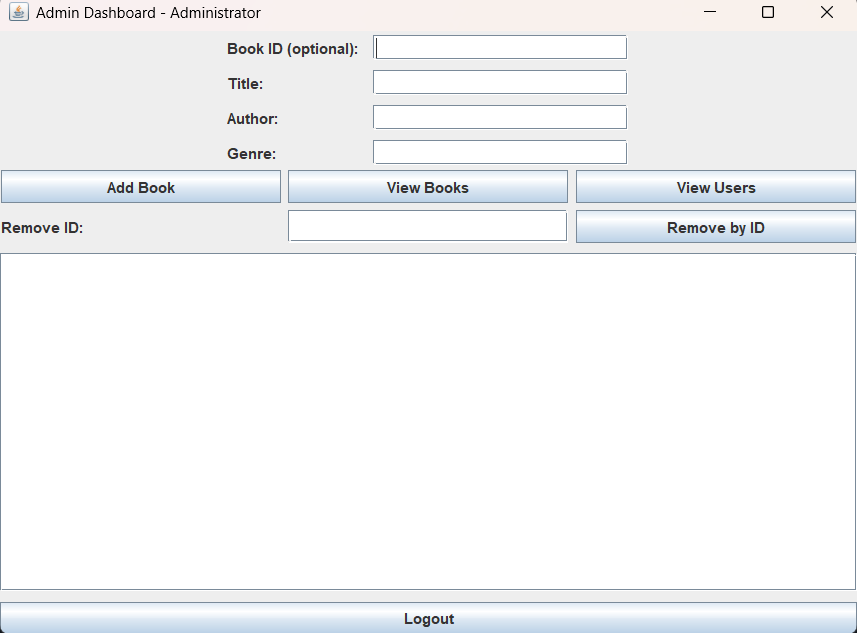 Admin Dashboard - Administrator
Book ID (optional):
Title:
Author:
Genre:
Add Book View Books View Users
Remove ID: Remove by ID
Logout